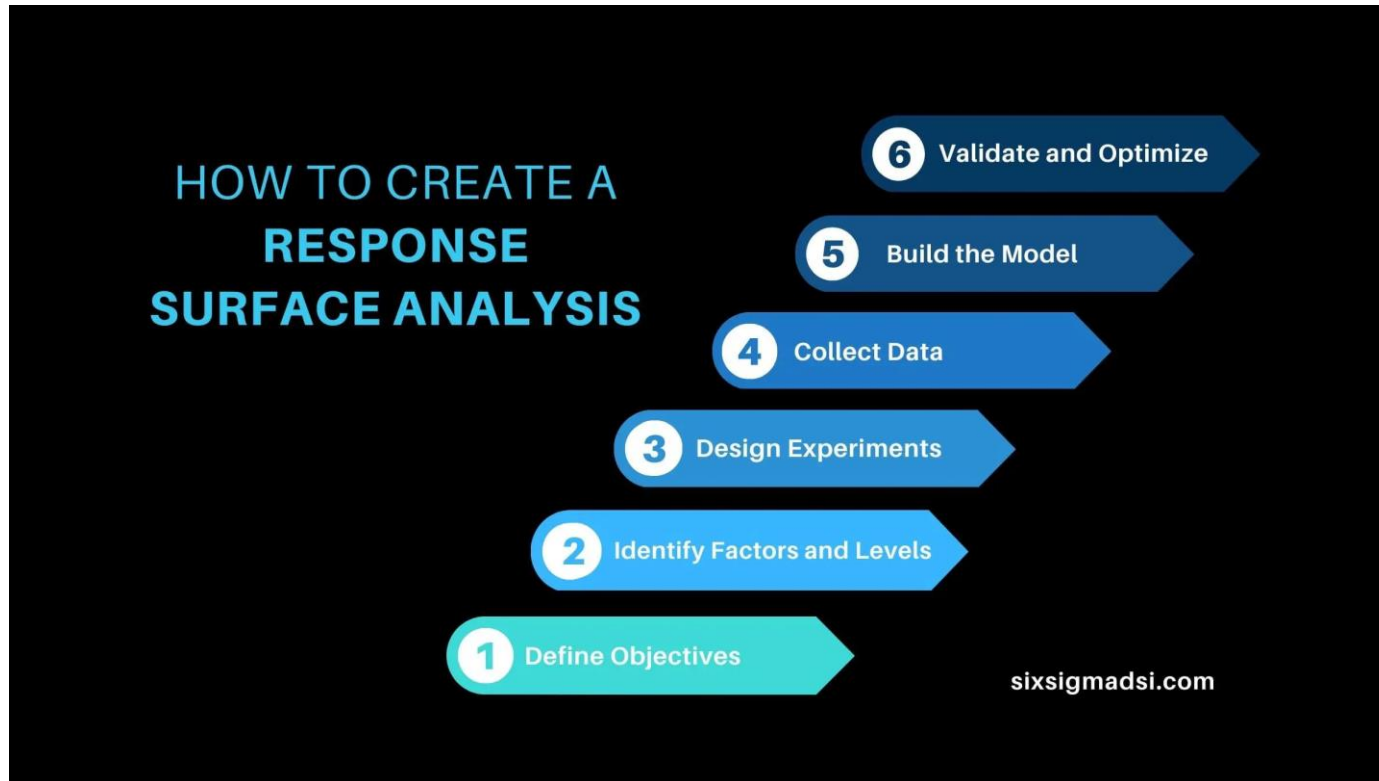 HOW TO CREATE A
RESPONSE
SURFACE ANALYSIS
6 Validate and Optimize
5 Build the Model
4 Collect Data
3 Design Experiments
2 Identify Factors and Levels
1 Define Objectives
sixsigmadsi.com